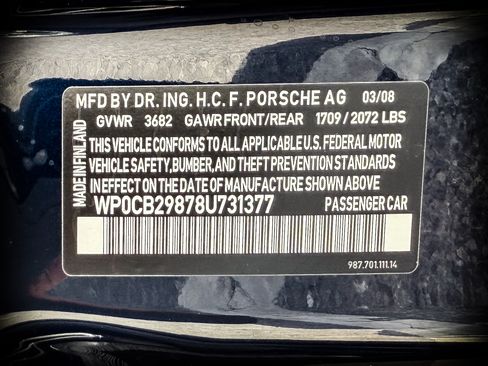 MFD BY DR. ING. H.C. F. PORSCHE AG 03/08
GVWR 3682 GAWR FRONT/REAR 1709/2072 LBS
THIS VEHICLE CONFORMS TO ALL APPLICABLE U.S. FEDERAL MOTOR
VEHICLE SAFETY, BUMPER, AND THEFT PREVENTION STANDARDS
IN EFFECT ON DATE OF MANUFACTURE SHOWN ABOVE
WP0CB29878U731377 PASSENGER CAR
987.701.111.14
MADE IN FINLAND